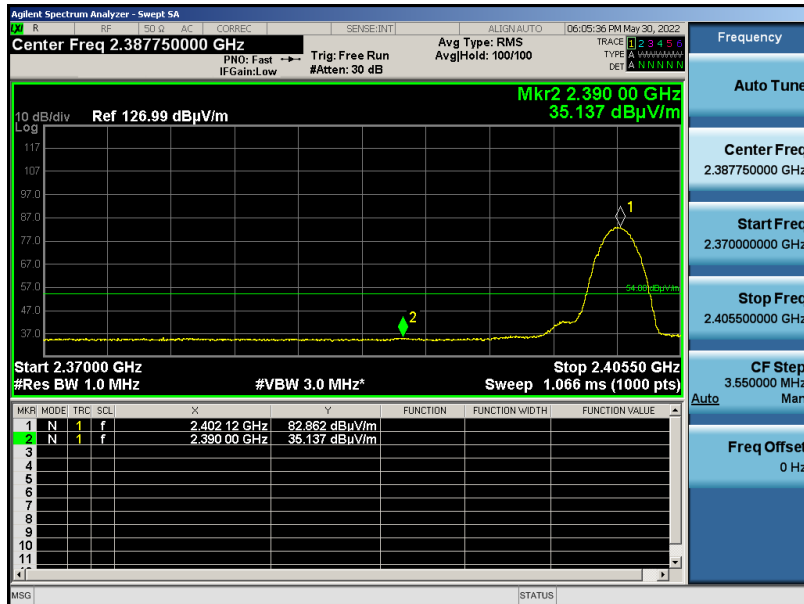 Agilent Spectrum Analyzer - Swept SA
R RF 50 Ω AC CORREC SENSE:INT ALIGN AUTO 06:05:36 PM May 30, 2022
Center Freq 2.387750000 GHz
PNO: Fast
IFGain:Low
Trig: Free Run
#Atten: 30 dB
Avg Type: RMS
Avg|Hold: 100/100
TRACE 1 2 3 4 5 6
TYPE A WWWWW
DET A N N N N N
Mkr2 2.390 00 GHz
35.137 dBµV/m
10 dB/div Ref 126.99 dBµV/m
Log
117
107
97.0
87.0
77.0
67.0
57.0
47.0
37.0
1
54.00 dBµV/m
2
Start 2.37000 GHz Stop 2.40550 GHz
#Res BW 1.0 MHz #VBW 3.0 MHz* Sweep 1.066 ms (1000 pts)
MKR MODE TRC SCL X Y FUNCTION FUNCTION WIDTH FUNCTION VALUE
1 N 1 f 2.402 12 GHz 82.862 dBµV/m
2 N 1 f 2.390 00 GHz 35.137 dBµV/m
3
4
5
6
7
8
9
10
11
MSG STATUS
Frequency
Auto Tune
Center Freq
2.387750000 GHz
Start Freq
2.370000000 GHz
Stop Freq
2.405500000 GHz
CF Step
3.550000 MHz
Auto Man
Freq Offset
0 Hz